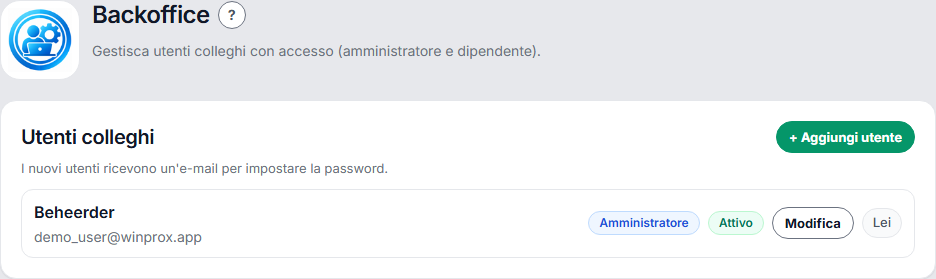 Backoffice ?
Gestisca utenti colleghi con accesso (amministratore e dipendente).
Utenti colleghi
+ Aggiungi utente
I nuovi utenti ricevono un'e-mail per impostare la password.
Beheerder
demo_user@winprox.app
Amministratore Attivo Modifica Lei